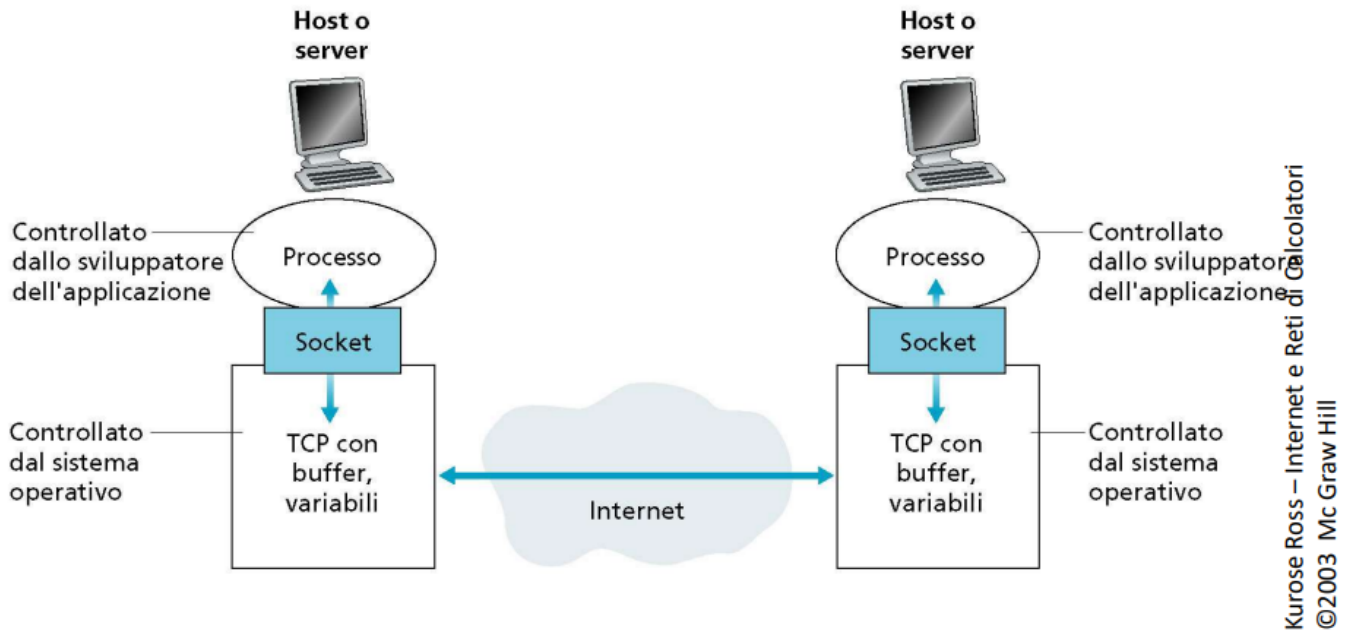 Host o
server
Host o
server
Controllato
dallo sviluppatore
dell'applicazione
Processo
Processo
Controllato
dallo sviluppatore
dell'applicazione
Socket
Socket
Controllato
dal sistema
operativo
TCP con
buffer,
variabili
Internet
TCP con
buffer,
variabili
Controllato
dal sistema
operativo
Kurose Ross – Internet e Reti di Calcolatori
©2003 Mc Graw Hill